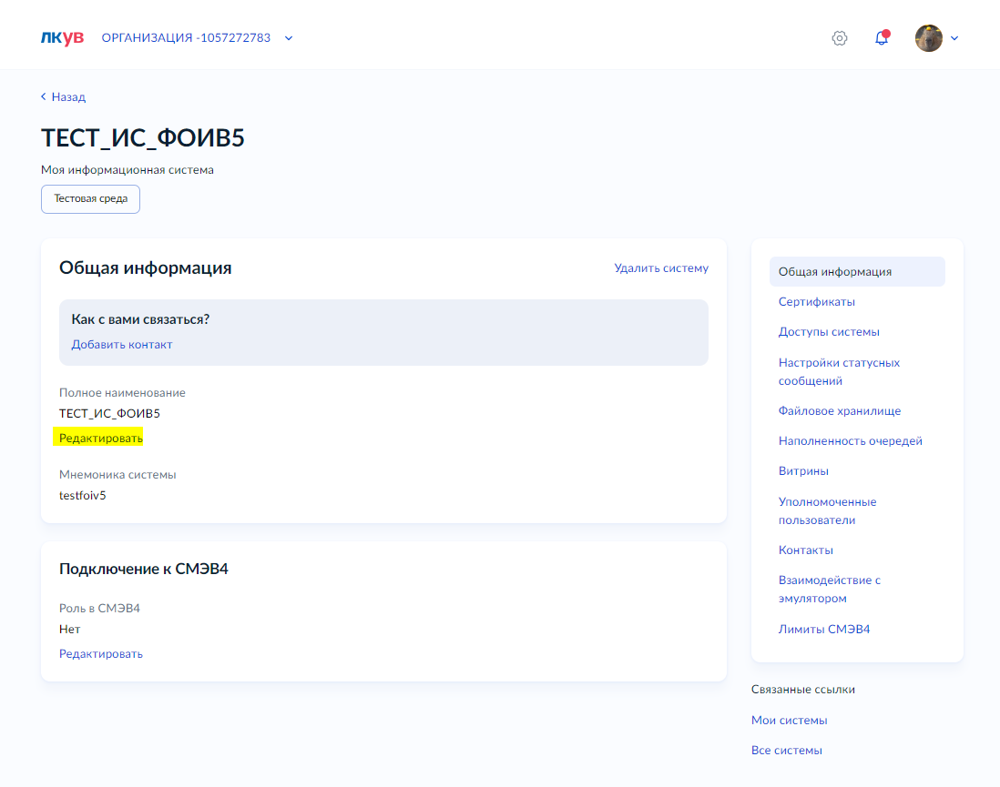 ЛКУВ
ОРГАНИЗАЦИЯ -1057272783
Назад
ТЕСТ_ИС_ФОИВ5
Моя информационная система
Тестовая среда
Общая информация
Удалить систему
Как с вами связаться?
Добавить контакт
Полное наименование
ТЕСТ_ИС_ФОИВ5
Редактировать
Мнемоника системы
testfoiv5
Подключение к СМЭВ4
Роль в СМЭВ4
Нет
Редактировать
Общая информация
Сертификаты
Доступы системы
Настройки статусных
сообщений
Файловое хранилище
Наполненность очередей
Витрины
Уполномоченные
пользователи
Контакты
Взаимодействие с
эмулятором
Лимиты СМЭВ4
Связанные ссылки
Мои системы
Все системы